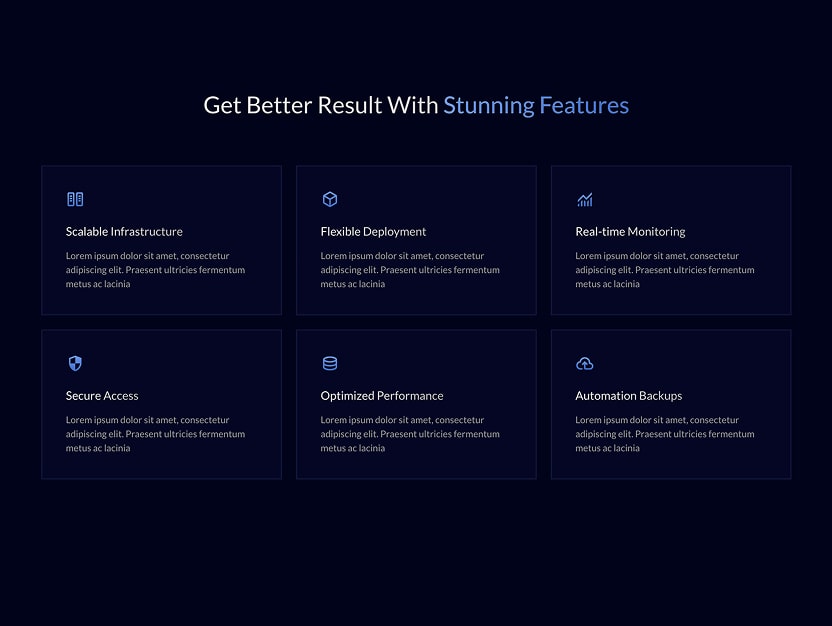 Get Better Result With Stunning Features
Scalable Infrastructure
Lorem ipsum dolor sit amet, consectetur
adipiscing elit. Praesent ultricies fermentum
metus ac lacinia
Flexible Deployment
Lorem ipsum dolor sit amet, consectetur
adipiscing elit. Praesent ultricies fermentum
metus ac lacinia
Real-time Monitoring
Lorem ipsum dolor sit amet, consectetur
adipiscing elit. Praesent ultricies fermentum
metus ac lacinia
Secure Access
Lorem ipsum dolor sit amet, consectetur
adipiscing elit. Praesent ultricies fermentum
metus ac lacinia
Optimized Performance
Lorem ipsum dolor sit amet, consectetur
adipiscing elit. Praesent ultricies fermentum
metus ac lacinia
Automation Backups
Lorem ipsum dolor sit amet, consectetur
adipiscing elit. Praesent ultricies fermentum
metus ac lacinia